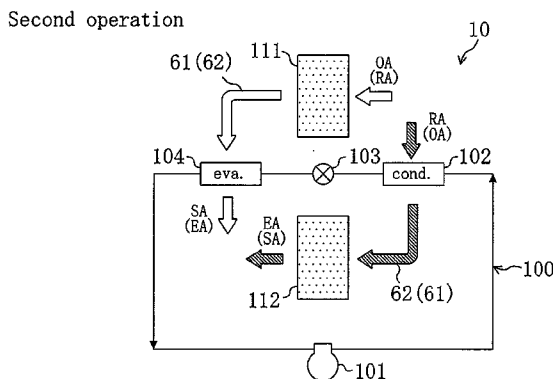 Second operation
10
111
61(62)
OA
(RA)
RA
(OA)
104
103
102
eva.
cond.
SA
(EA)
EA
(SA)
62(61)
112
100
101